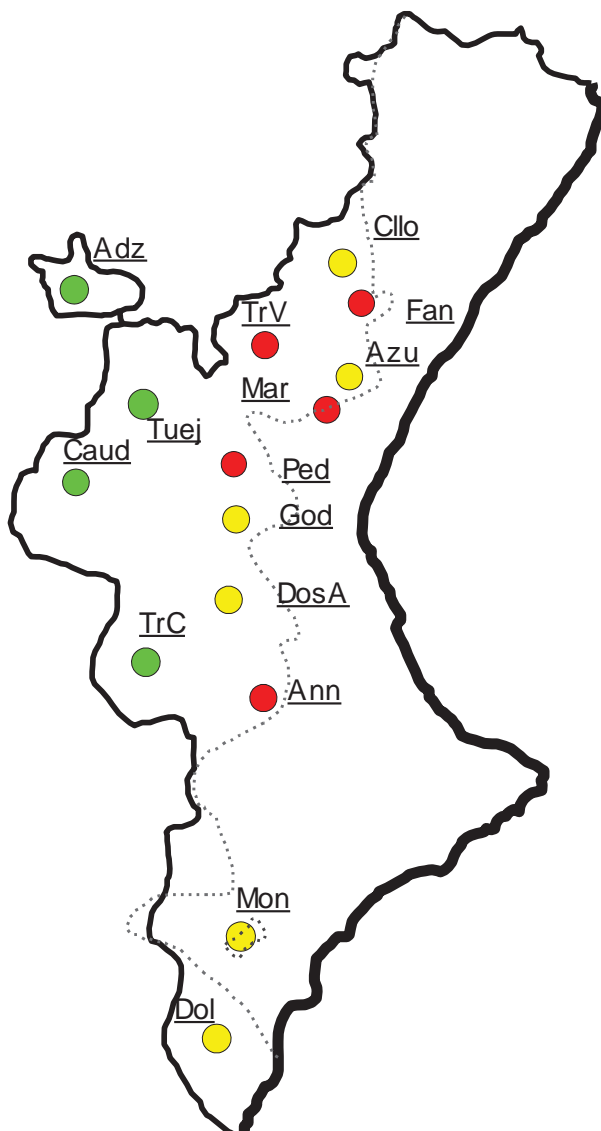 Cllo
Adz
Fan
TrV
Azu
Mar
Tuej
Caud
Ped
God
DosA
TrC
Ann
Mon
Dol